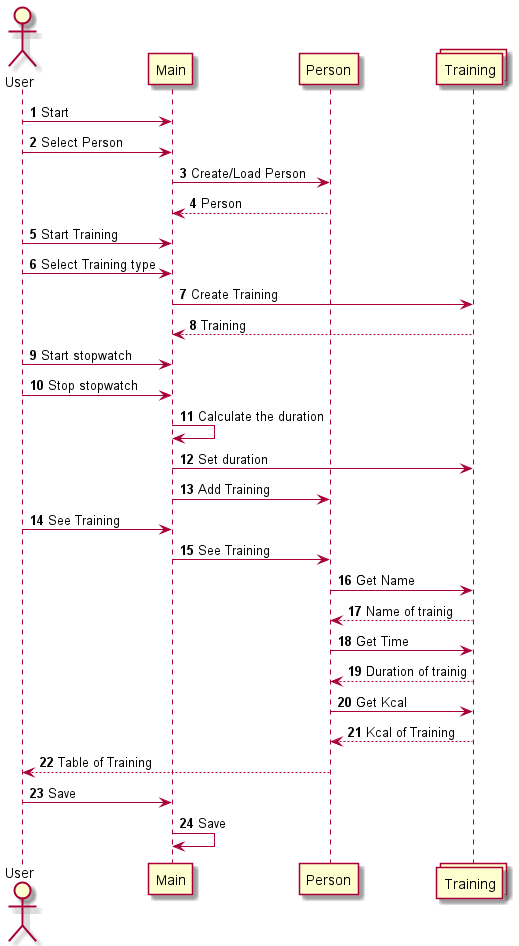 User
Main
Person
Training
1 Start
2 Select Person
3 Create/Load Person
4 Person
5 Start Training
6 Select Training type
7 Create Training
8 Training
9 Start stopwatch
10 Stop stopwatch
11 Calculate the duration
12 Set duration
13 Add Training
14 See Training
15 See Training
16 Get Name
17 Name of trainig
18 Get Time
19 Duration of trainig
20 Get Kcal
21 Kcal of Training
22 Table of Training
23 Save
24 Save
User
Main
Person
Training